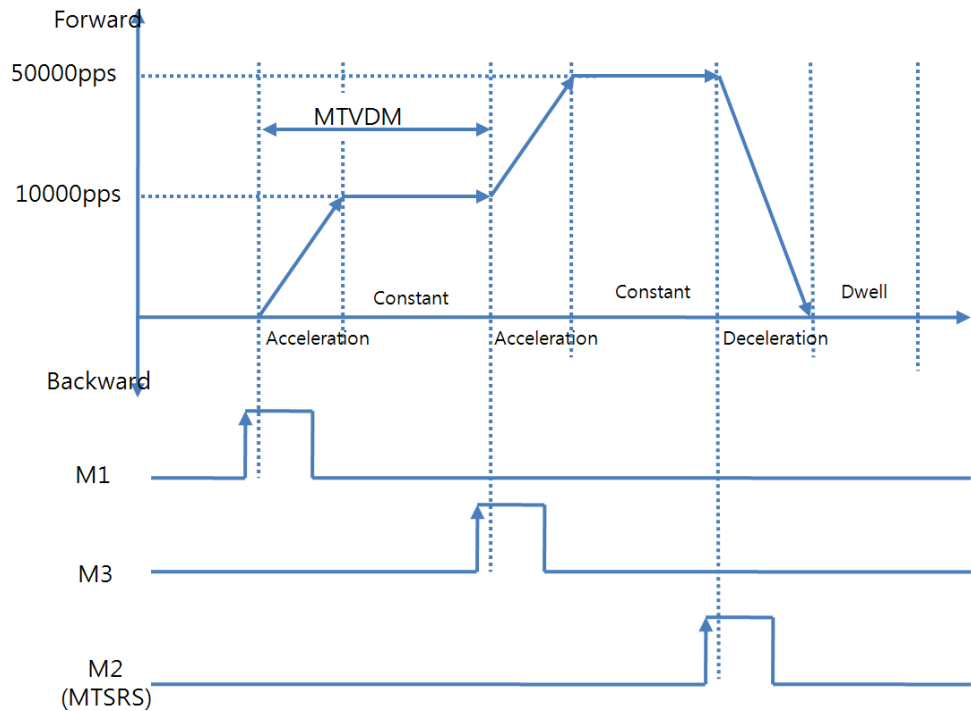 Forward
50000pps
MTVDM
10000pps
Constant
Constant
Dwell
Acceleration
Acceleration
Deceleration
Backward
M1
M3
M2
(MTSRS)